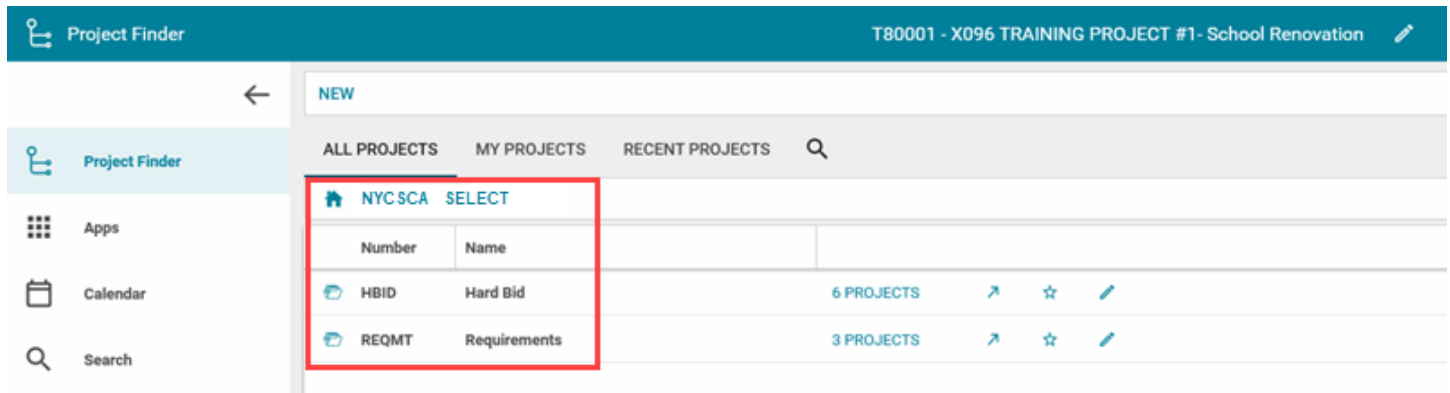 Project Finder
T80001 - X096 TRAINING PROJECT #1- School Renovation
NEW
Project Finder
ALL PROJECTS MY PROJECTS RECENT PROJECTS
NYCSCA SELECT
Apps
Number Name
Calendar
HBID Hard Bid 6 PROJECTS
REQMT Requirements 3 PROJECTS
Search